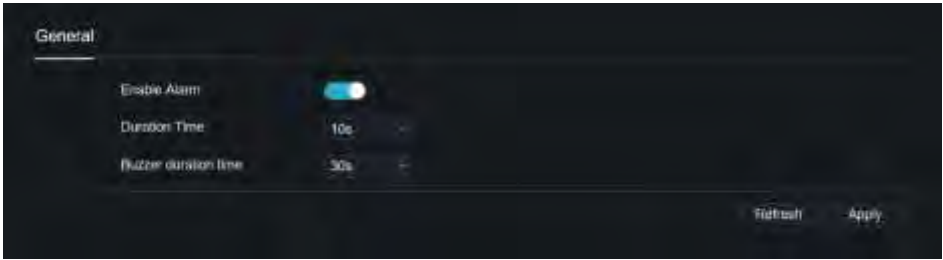 General
Enable Alarm
Duration Time 10s
Buzzer duration time 30s
Refresh Apply